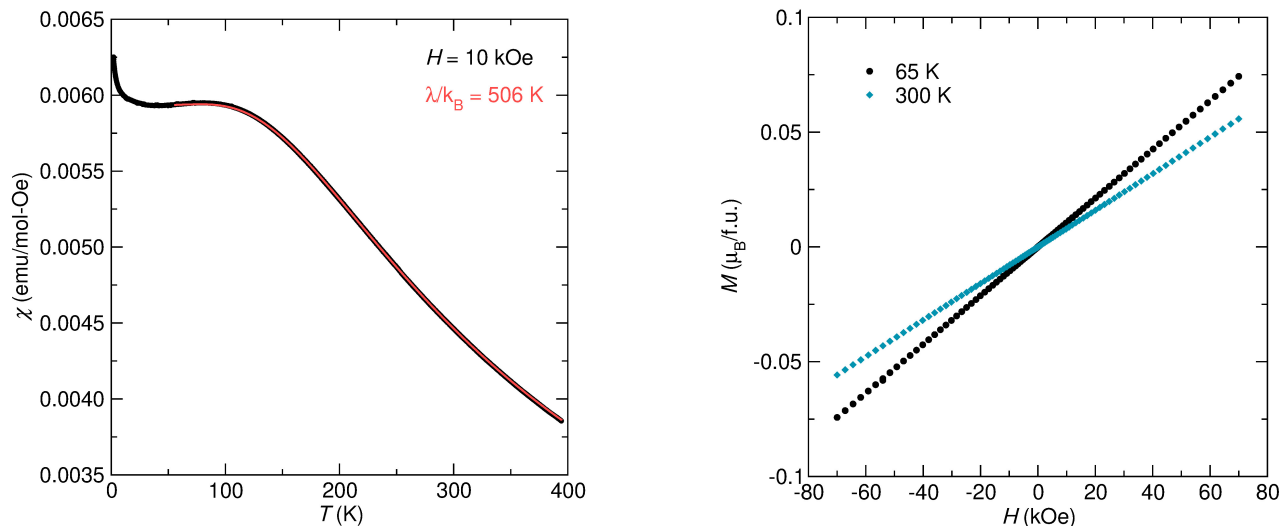 0.0065
0.0060
0.0055
0.0050
0.0045
0.0040
0.0035
χ (emu/mol-Oe)
H = 10 kOe
λ/kB = 506 K
0 100 200 300 400
T (K)
0.1
0.05
0
-0.05
-0.1
M (μB/f.u.)
65 K
300 K
-80 -60 -40 -20 0 20 40 60 80
H (kOe)